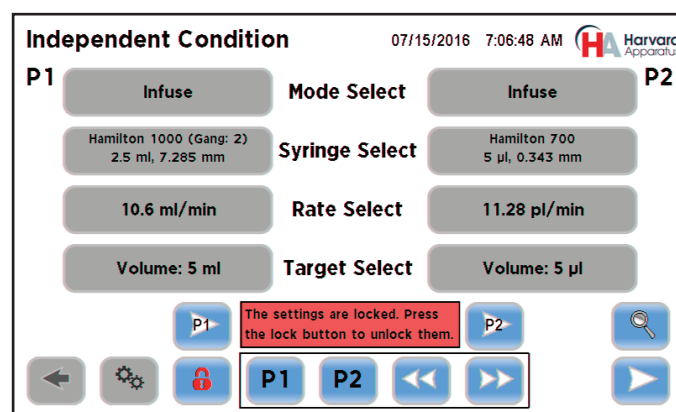 Independent Condition
07/15/2016 7:06:48 AM
HA
Harvard
Apparatus
P1
P2
Infuse
Mode Select
Infuse
Hamilton 1000 (Gang: 2)
2.5 ml, 7.285 mm
Syringe Select
Hamilton 700
5 µl, 0.343 mm
10.6 ml/min
Rate Select
11.28 pl/min
Volume: 5 ml
Target Select
Volume: 5 µl
P1
The settings are locked. Press
the lock button to unlock them.
P2
P1
P2